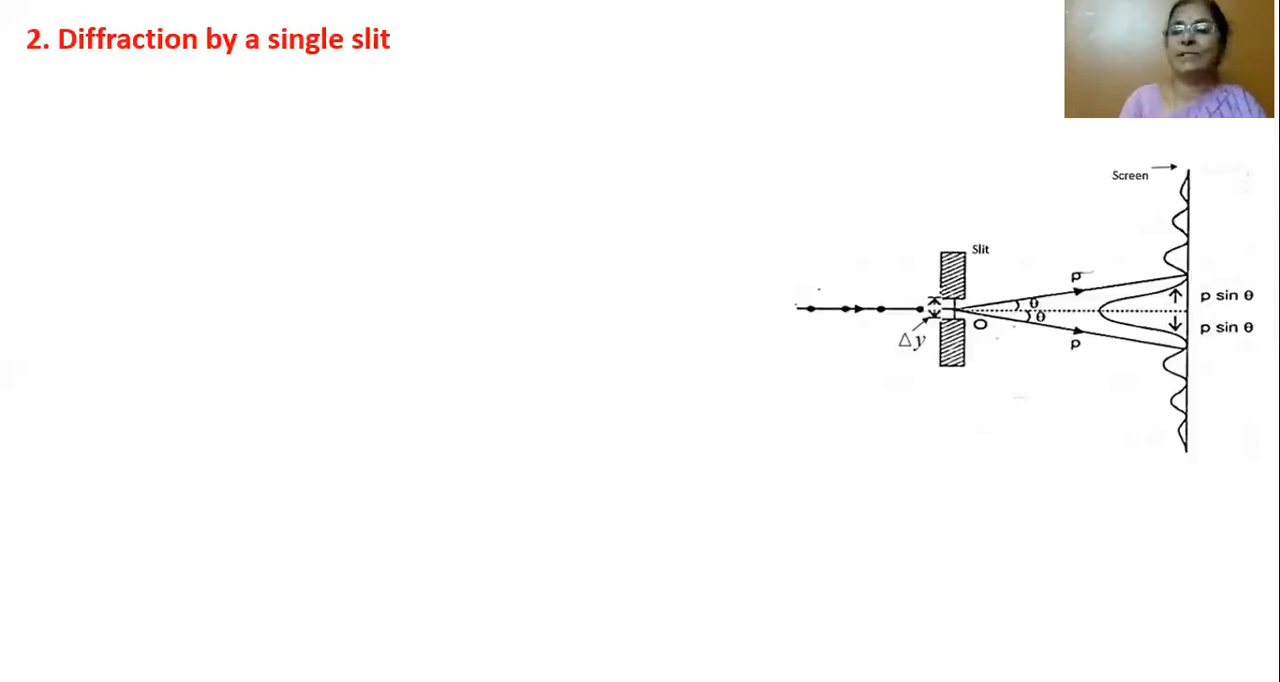 2. Diffraction by a single slit
Screen
Slit
p
θ
p sin θ
θ
O
p sin θ
Δy
p